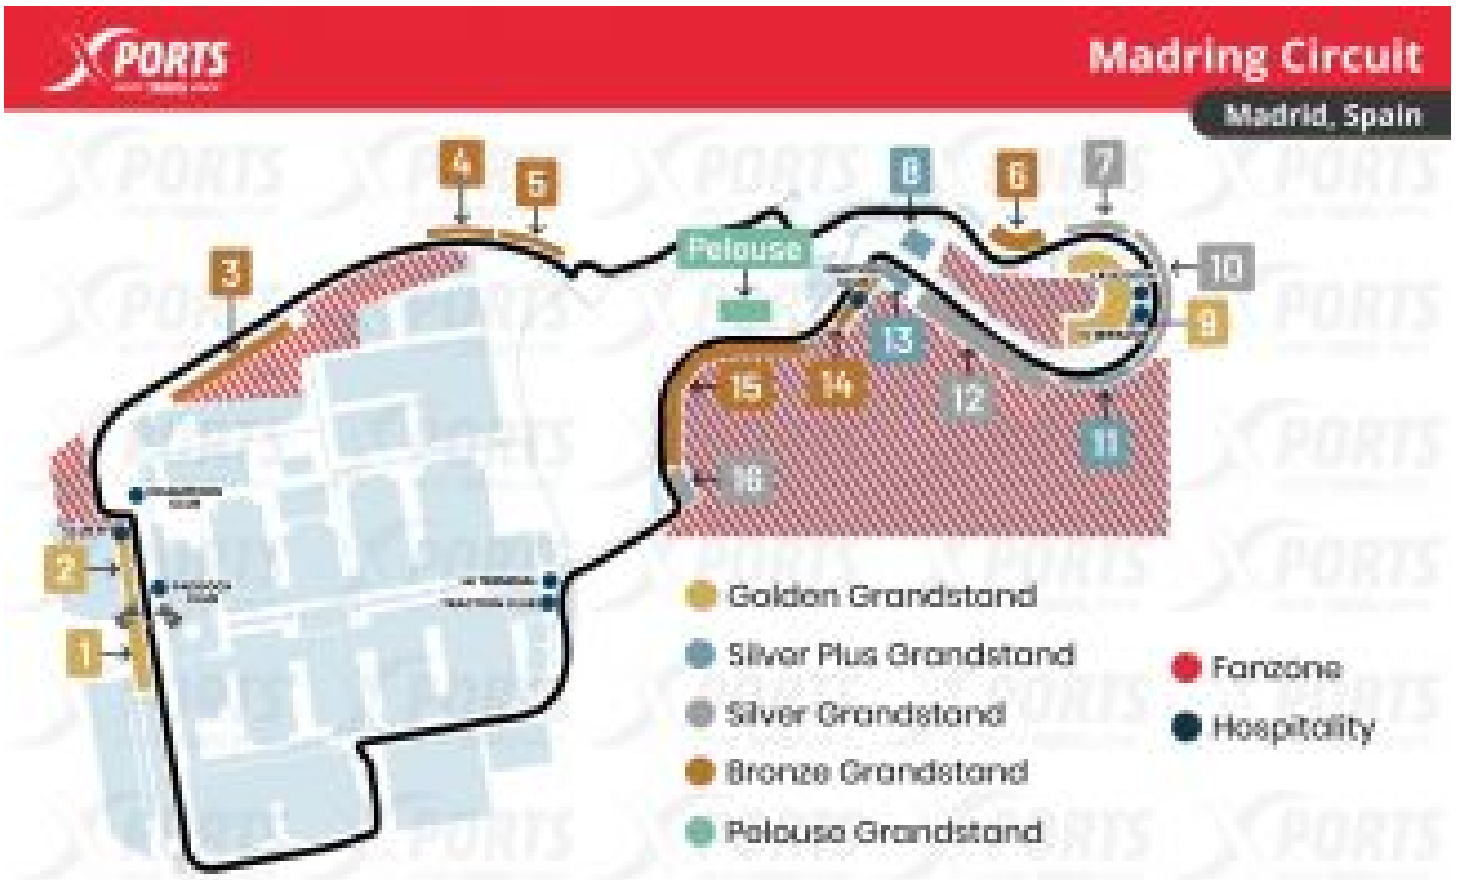 XPORTS
Madring Circuit
Madrid, Spain
4
5
8
6
7
3
Pelouse
10
9
13
15
14
12
11
16
2
1
Golden Grandstand
Silver Plus Grandstand
Silver Grandstand
Bronze Grandstand
Pelouse Grandstand
Fanzone
Hospitality